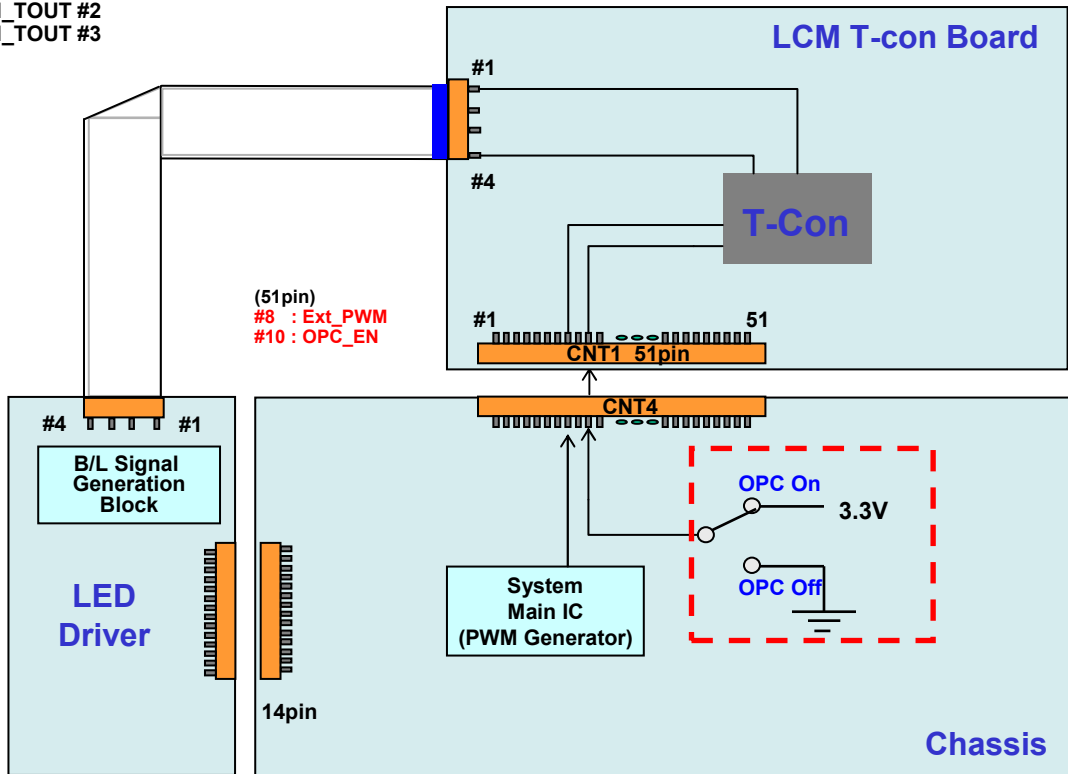 _TOUT #2
_TOUT #3
LCM T-con Board
#1
#4
T-Con
(51pin)
#8 : Ext_PWM
#10 : OPC_EN
#1
51
CNT1 51pin
CNT4
#4
#1
B/L Signal
Generation
Block
OPC On
3.3V
OPC Off
System
Main IC
(PWM Generator)
LED
Driver
14pin
Chassis